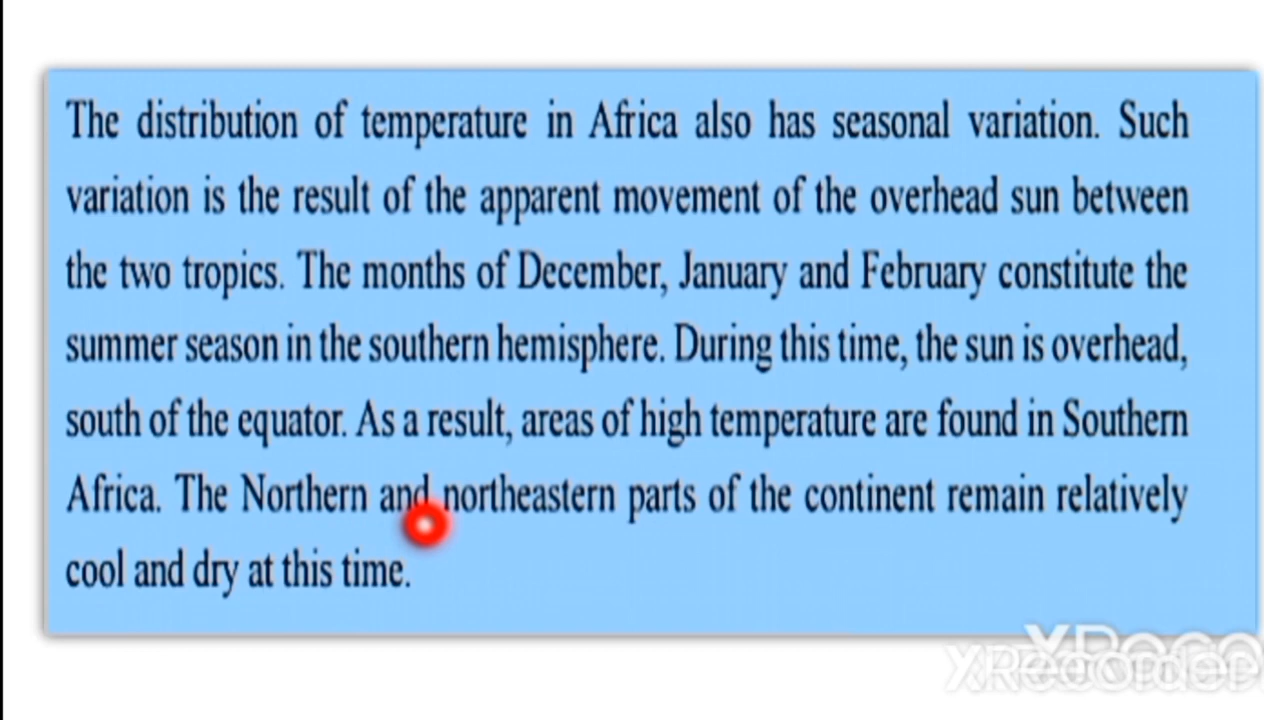 The distribution of temperature in Africa also has seasonal variation. Such
variation is the result of the apparent movement of the overhead sun between
the two tropics. The months of December, January and February constitute the
summer season in the southern hemisphere. During this time, the sun is overhead,
south of the equator. As a result, areas of high temperature are found in Southern
Africa. The Northern and northeastern parts of the continent remain relatively
cool and dry at this time.
XReco
XRecorder